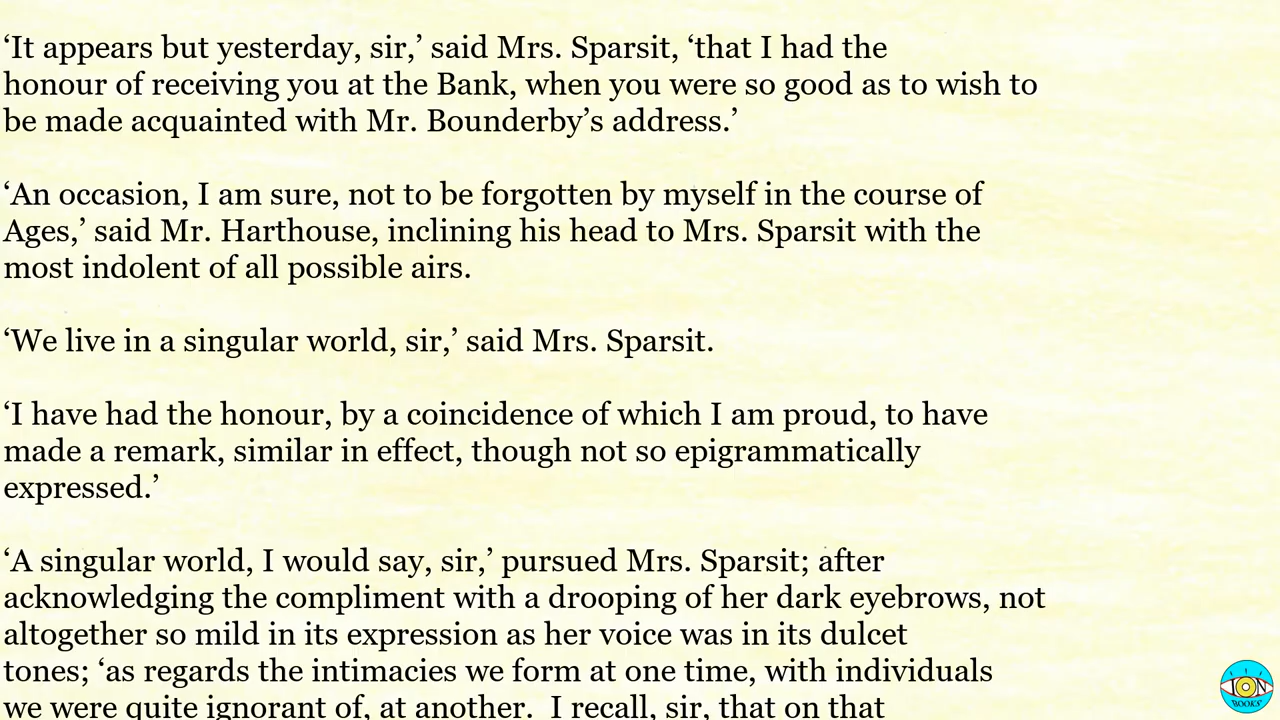 ‘It appears but yesterday, sir,’ said Mrs. Sparsit, ‘that I had the
honour of receiving you at the Bank, when you were so good as to wish to
be made acquainted with Mr. Bounderby’s address.’
‘An occasion, I am sure, not to be forgotten by myself in the course of
Ages,’ said Mr. Harthouse, inclining his head to Mrs. Sparsit with the
most indolent of all possible airs.
‘We live in a singular world, sir,’ said Mrs. Sparsit.
‘I have had the honour, by a coincidence of which I am proud, to have
made a remark, similar in effect, though not so epigrammatically
expressed.’
‘A singular world, I would say, sir,’ pursued Mrs. Sparsit; after
acknowledging the compliment with a drooping of her dark eyebrows, not
altogether so mild in its expression as her voice was in its dulcet
tones; ‘as regards the intimacies we form at one time, with individuals
we were quite ignorant of, at another.  I recall, sir, that on that
ION
BOOKS